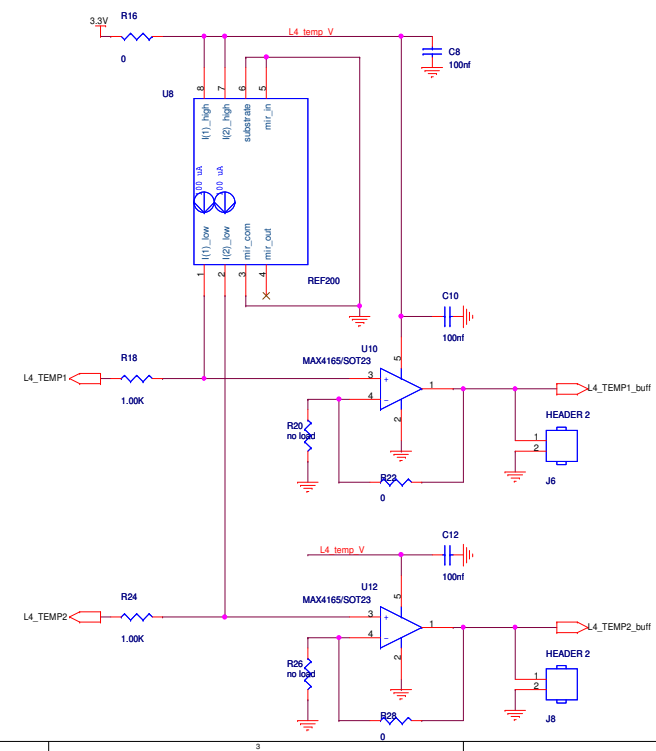 3.3V
R16
0
L4_temp_V
C8
100nf
U8
8
7
6
5
I(1)_high
I(2)_high
substrate
mir_in
00 uA
00 uA
I(1)_low
I(2)_low
mir_com
mir_out
1
2
3
4
REF200
C10
100nf
U10
MAX4165/SOT23
L4_TEMP1
R18
1.00K
3
+
4
-
5
1
2
L4_TEMP1_buff
R20
no load
R22
0
HEADER 2
1
2
J6
L4_temp_V
C12
100nf
U12
MAX4165/SOT23
L4_TEMP2
R24
1.00K
3
+
4
-
5
1
2
L4_TEMP2_buff
R26
no load
R28
0
HEADER 2
1
2
J8
3